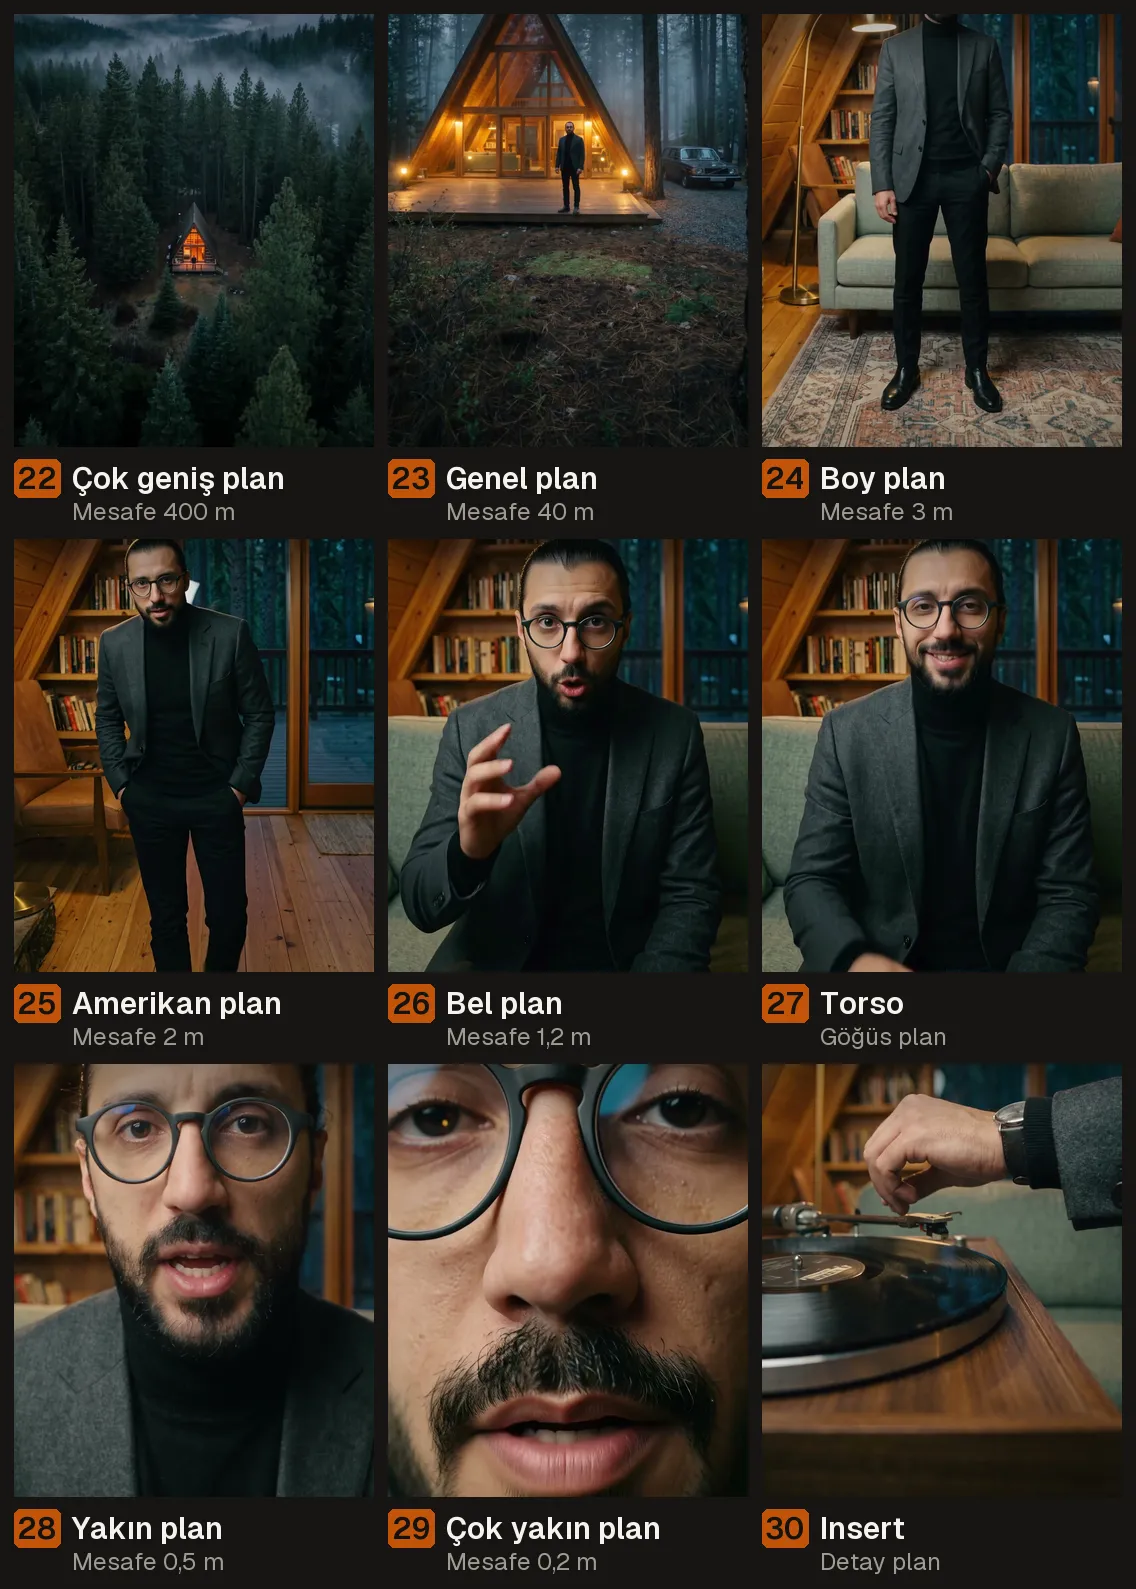 22 Çok geniş plan
Mesafe 400 m
23 Genel plan
Mesafe 40 m
24 Boy plan
Mesafe 3 m
25 Amerikan plan
Mesafe 2 m
26 Bel plan
Mesafe 1,2 m
27 Torso
Göğüs plan
28 Yakın plan
Mesafe 0,5 m
29 Çok yakın plan
Mesafe 0,2 m
30 Insert
Detay plan